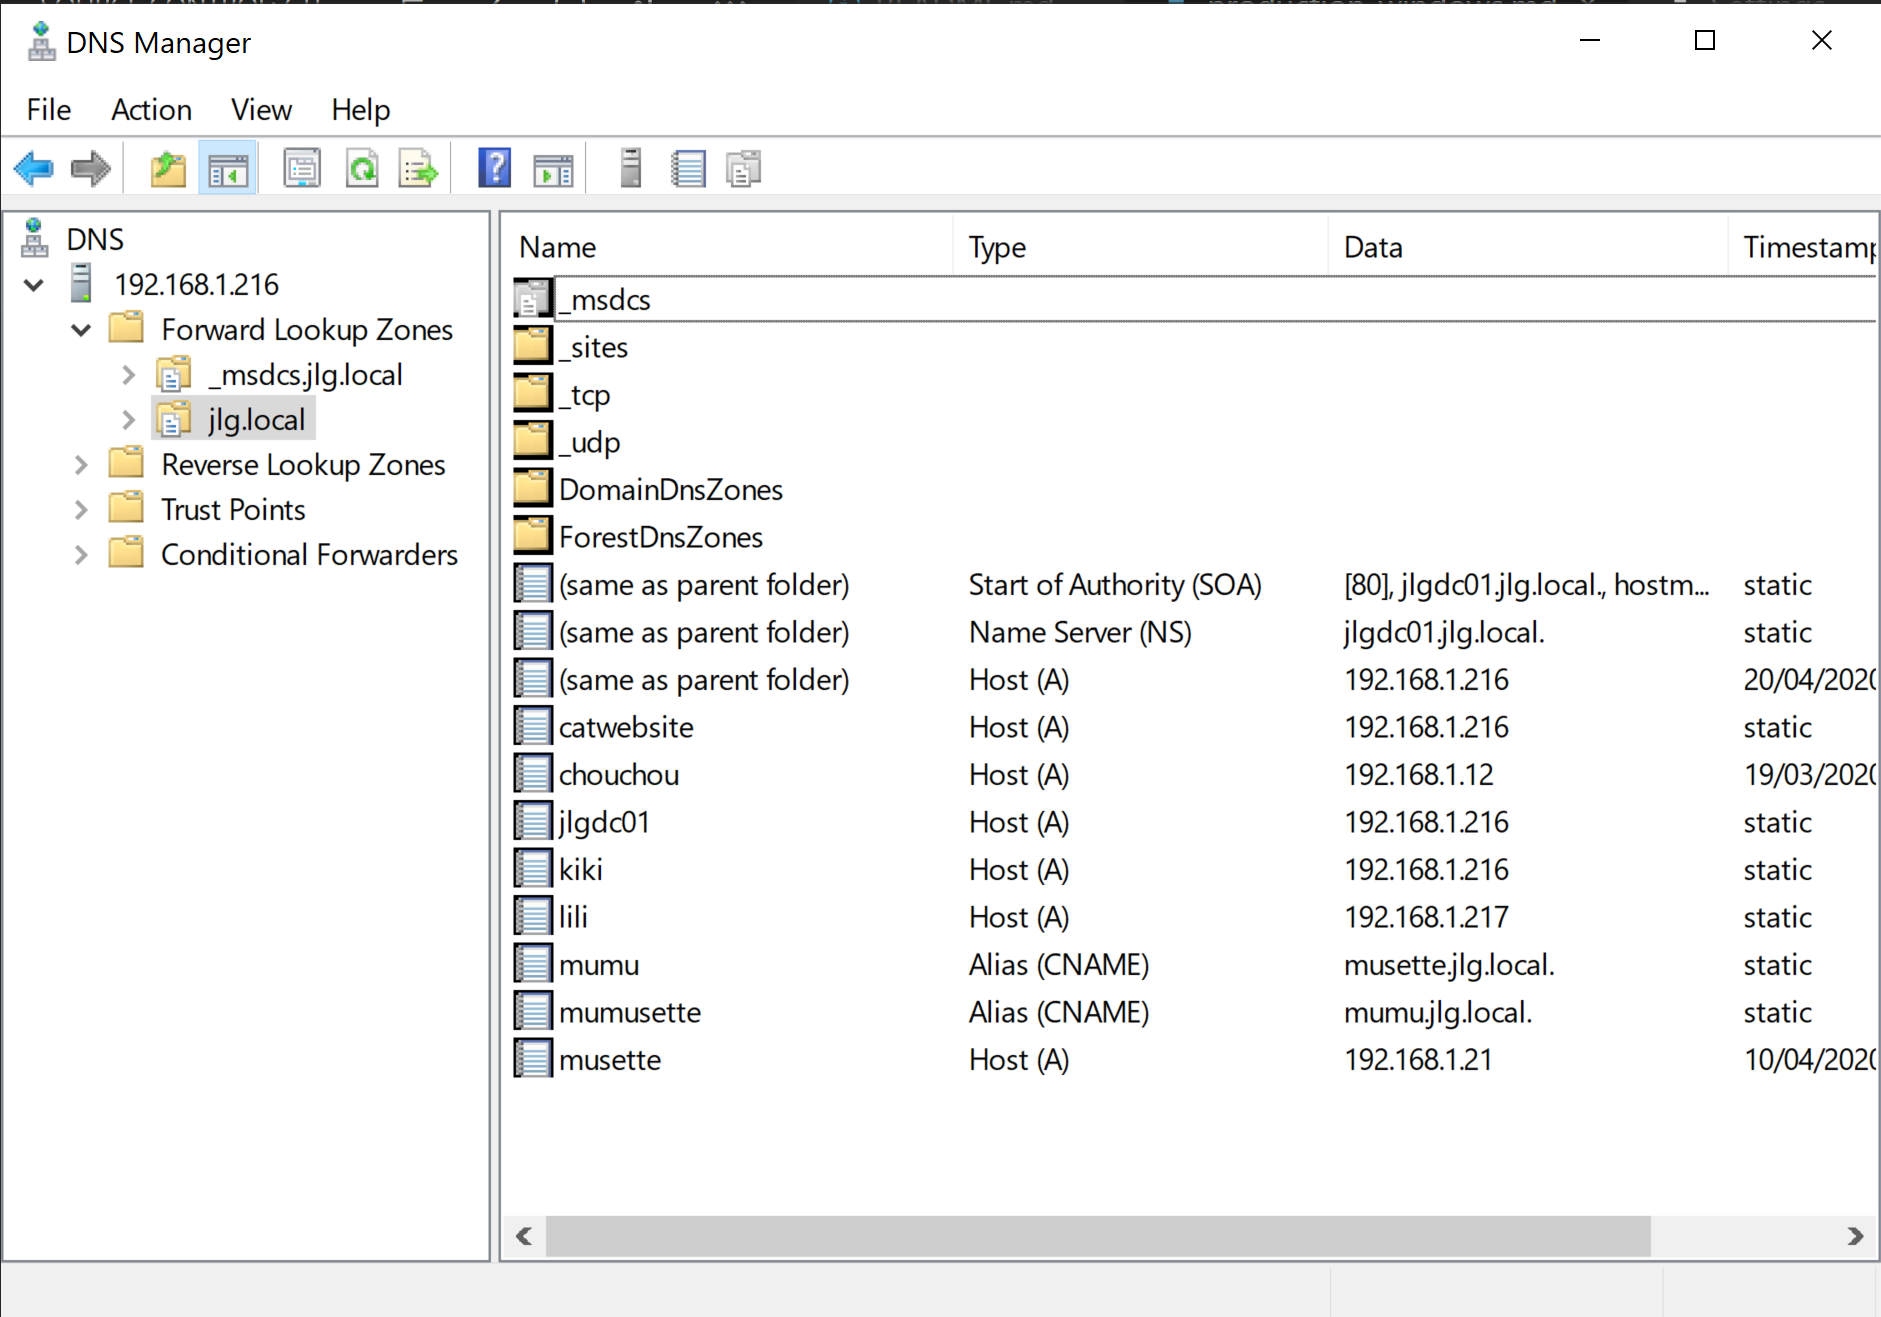 DNS Manager
File Action View Help
DNS
192.168.1.216
Forward Lookup Zones
_msdcs.jlg.local
jlg.local
Reverse Lookup Zones
Trust Points
Conditional Forwarders
Name Type Data Timestamp
_msdcs
_sites
_tcp
_udp
DomainDnsZones
ForestDnsZones
(same as parent folder) Start of Authority (SOA) [80], jlgdc01.jlg.local., hostm... static
(same as parent folder) Name Server (NS) jlgdc01.jlg.local. static
(same as parent folder) Host (A) 192.168.1.216 20/04/2020
catwebsite Host (A) 192.168.1.216 static
chouchou Host (A) 192.168.1.12 19/03/2020
jlgdc01 Host (A) 192.168.1.216 static
kiki Host (A) 192.168.1.216 static
lili Host (A) 192.168.1.217 static
mumu Alias (CNAME) musette.jlg.local. static
mumusette Alias (CNAME) mumu.jlg.local. static
musette Host (A) 192.168.1.21 10/04/2020